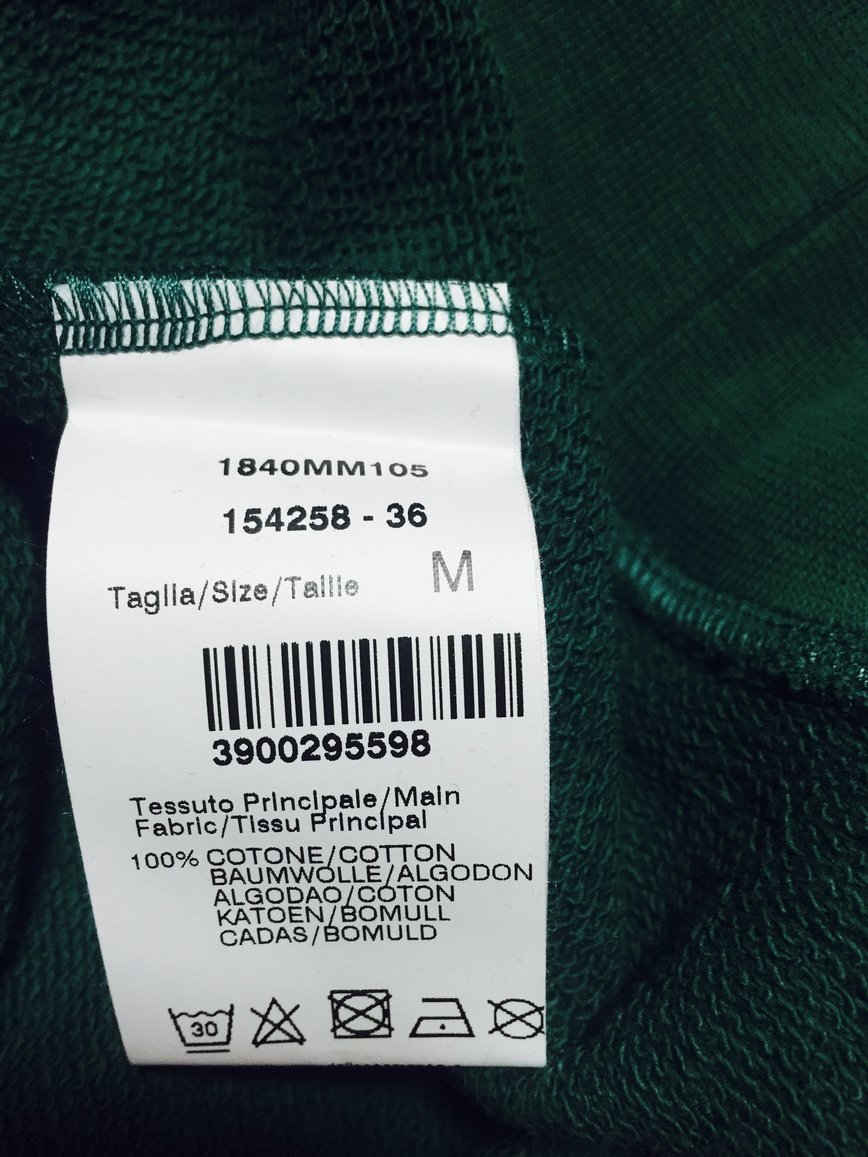 1840MM105
154258 - 36
Taglia/Size/Taille M
3900295598
Tessuto Principale/Main
Fabric/Tissu Principal
100% COTONE/COTTON
BAUMWOLLE/ALGODON
ALGODAO/COTON
KATOEN/BOMULL
CADAS/BOMULD
30